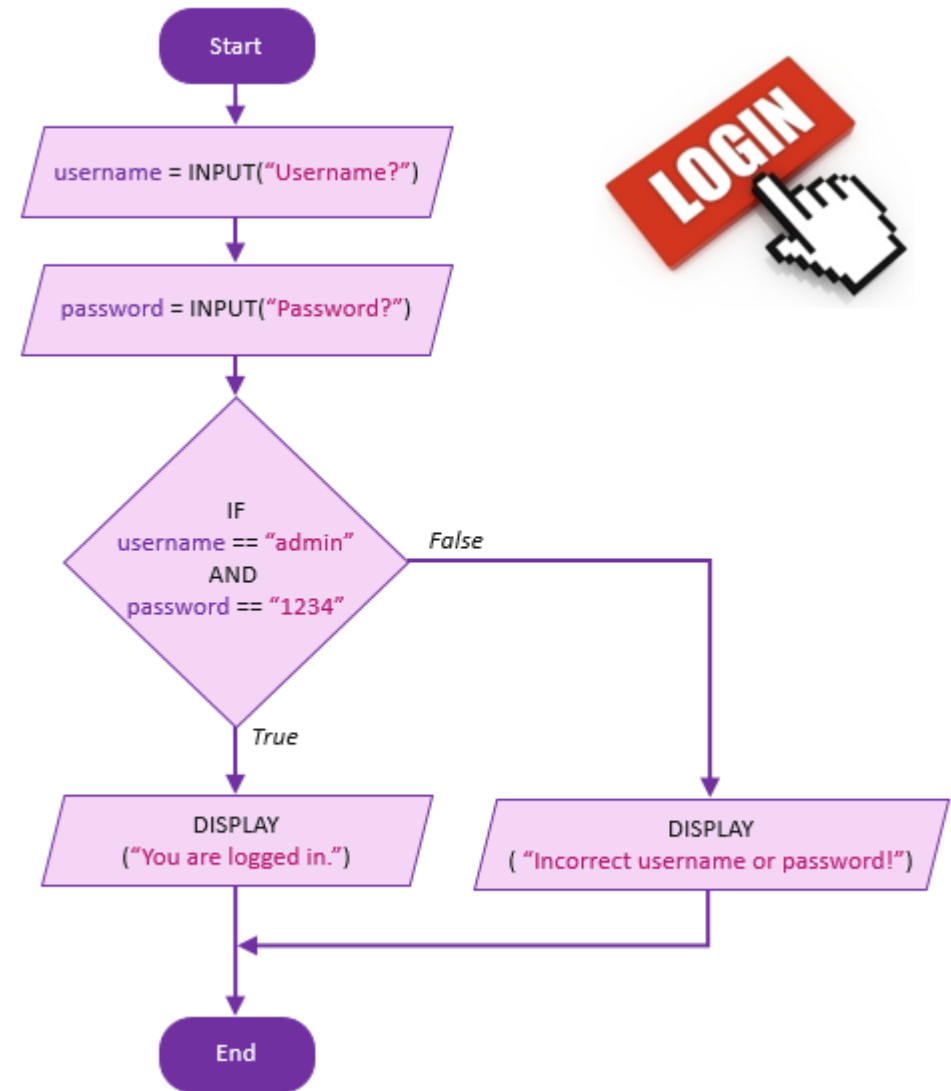 Start
LOGIN
username = INPUT(“Username?”)
password = INPUT(“Password?”)
IF
username == “admin”
AND
password == “1234”
False
True
DISPLAY
(“You are logged in.”)
DISPLAY
( “Incorrect username or password!”)
End